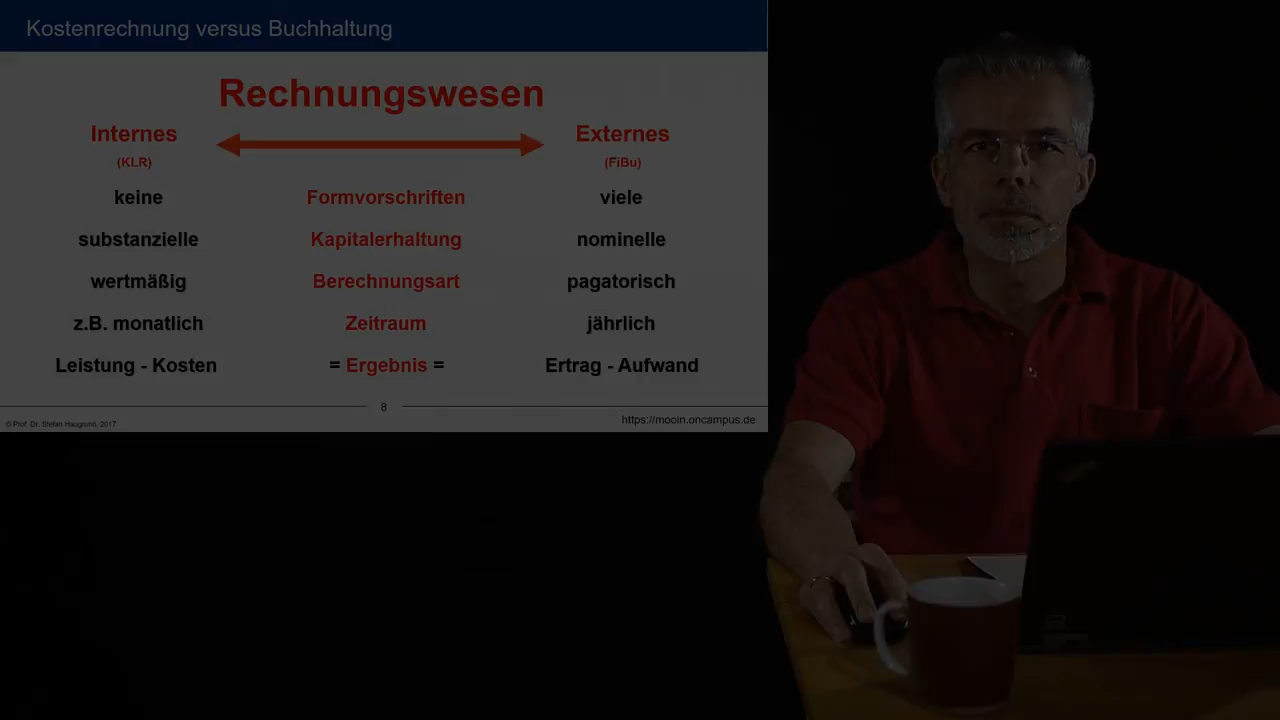 Kostenrechnung versus Buchhaltung
Rechnungswesen
Internes Externes
(KLR) (FiBu)
keine Formvorschriften viele
substanzielle Kapitalerhaltung nominelle
wertmäßig Berechnungsart pagatorisch
z.B. monatlich Zeitraum jährlich
Leistung - Kosten = Ergebnis = Ertrag - Aufwand
8
© Prof. Dr. Stefan Haugrund, 2017 https://mooin.oncampus.de